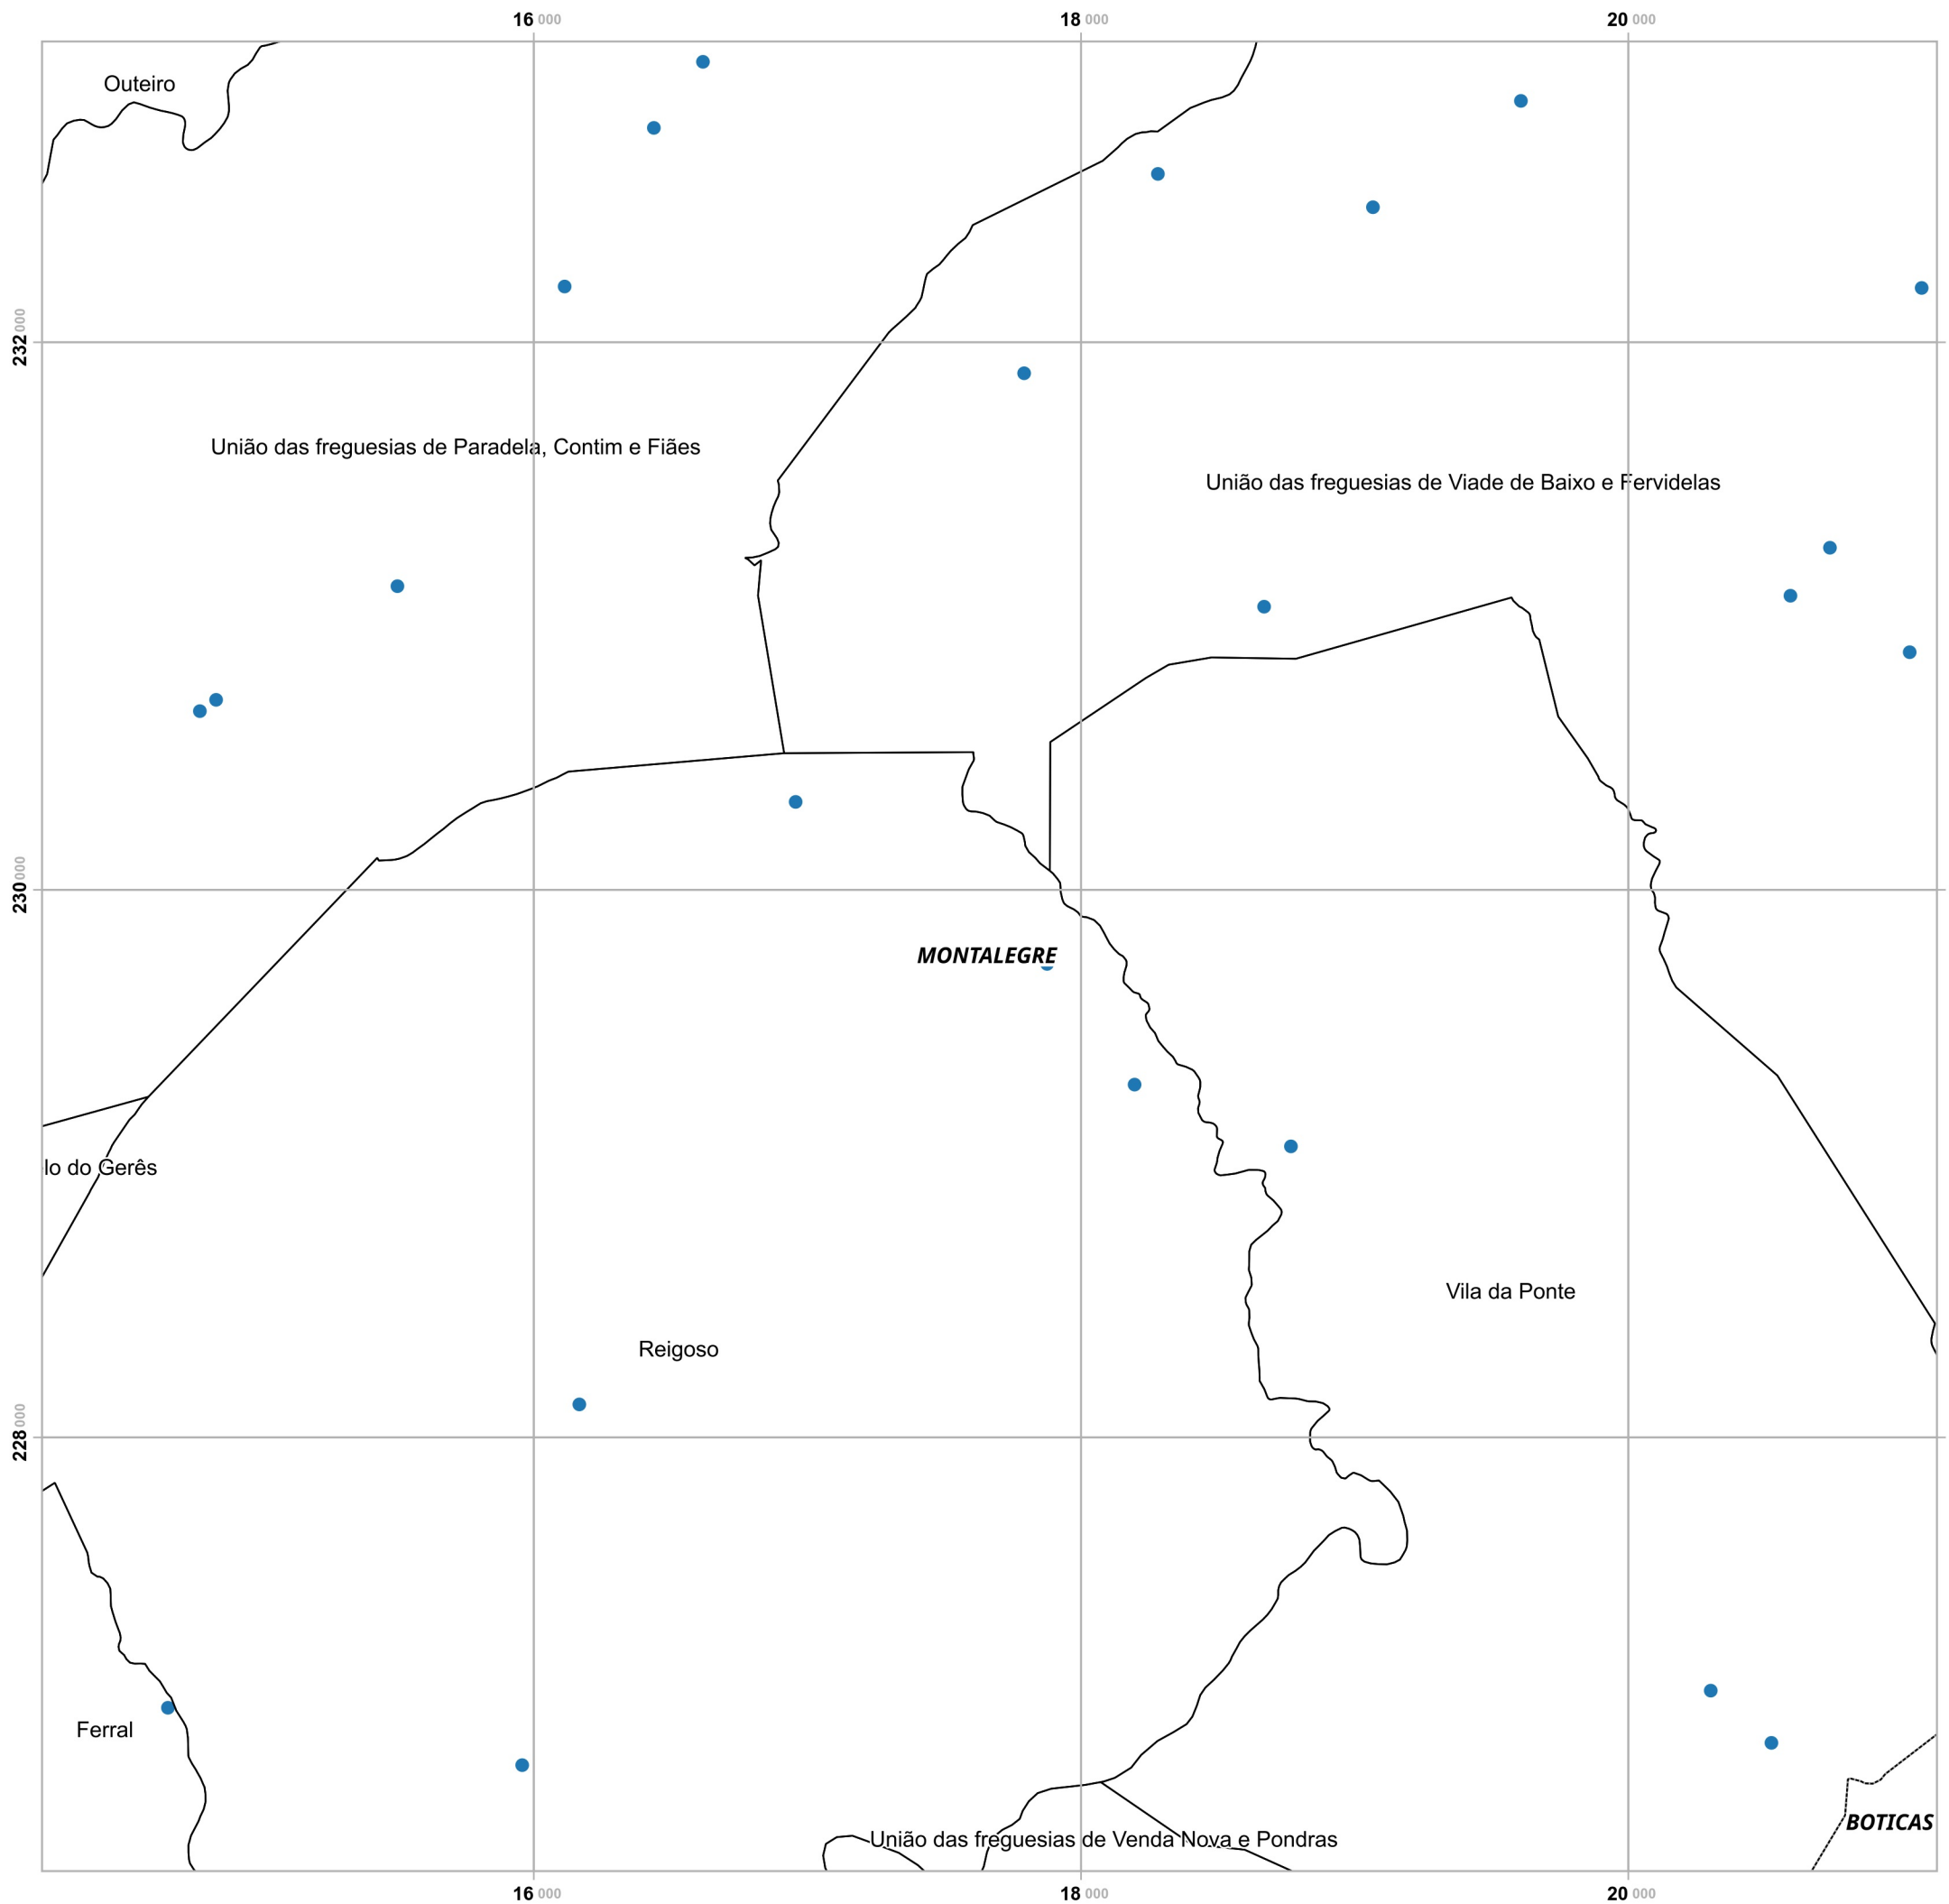 16 000
18 000
20 000
Outeiro
232 000
União das freguesias de Paradela, Contim e Fiães
União das freguesias de Viade de Baixo e Fervidelas
230 000
MONTALEGRE
lo do Gerês
Vila da Ponte
Reigoso
228 000
Ferral
BOTICAS
União das freguesias de Venda Nova e Pondras
16 000
18 000
20 000